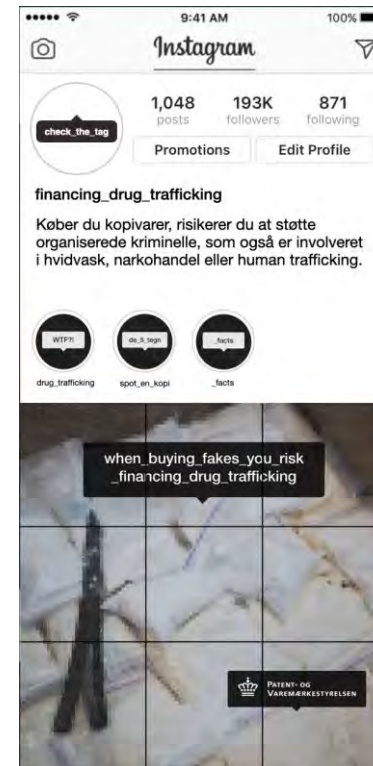 9:41 AM
100%
Instagram
check_the_tag
1,048
193K
871
posts
followers
following
Promotions
Edit Profile
financing_drug_trafficking
Køber du kopivarer, risikerer du at støtte
organiserede kriminelle, som også er involveret
i hvidvask, narkohandel eller human trafficking.
WTF?!
de_5_tegn
_facts
drug_trafficking
spot_en_kopi
_facts
when_buying_fakes_you_risk
_financing_drug_trafficking
PATENT- OG
VAREMÆRKESTYRELSEN